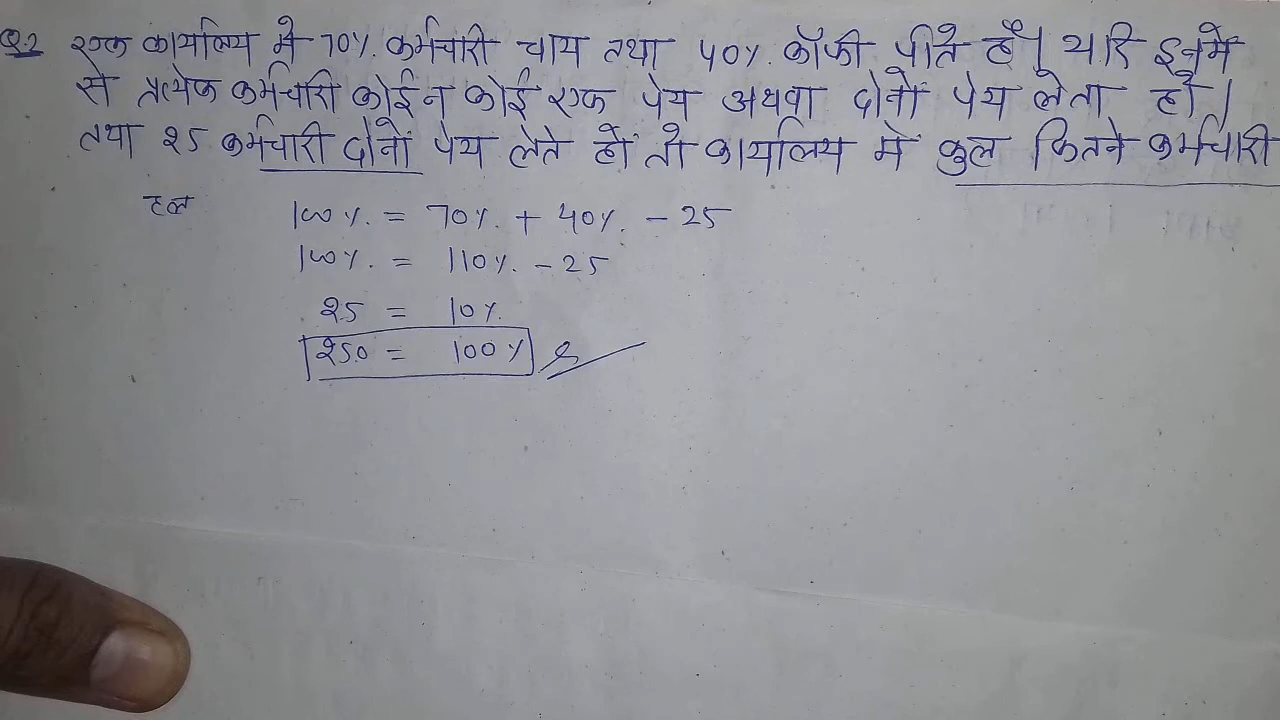 Q.2 एक कार्यालय मे 70%. कर्मचारी चाय तथा 40%. कॉफी पीते हैं। यदि इनमें
से प्रत्येक कर्मचारी कोई न कोई एक पेय अथवा दोनों पेय लेता हो।
तथा 25 कर्मचारी दोनों पेय लेते हों तो कार्यालय मे कुल कितने कर्मचारी
हल
100%. = 70%. + 40%. - 25
100%. = 110%. - 25
25 = 10%.
250 = 100%